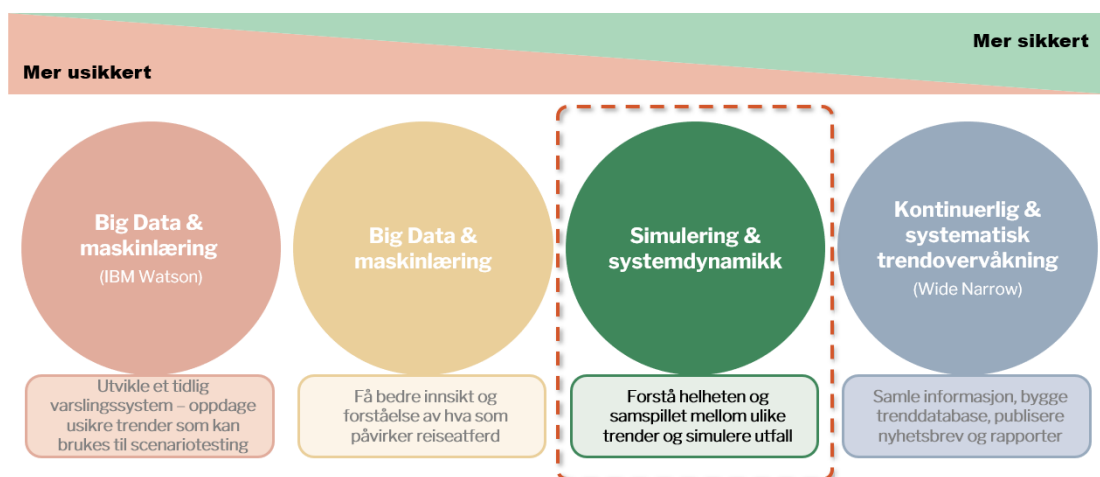 Mer usikkert
Mer sikkert
Big Data &
maskinlæring
(IBM Watson)
Utvikle et tidlig
varslingssystem – oppdage
usikre trender som kan
brukes til scenariotesting
Big Data &
maskinlæring
Få bedre innsikt og
forståelse av hva som
påvirker reiseatferd
Simulering &
systemdynamikk
Forstå helheten og
samspillet mellom ulike
trender og simulere utfall
Kontinuerlig &
systematisk
trendovervåkning
(Wide Narrow)
Samle informasjon, bygge
trenddatabase, publisere
nyhetsbrev og rapporter